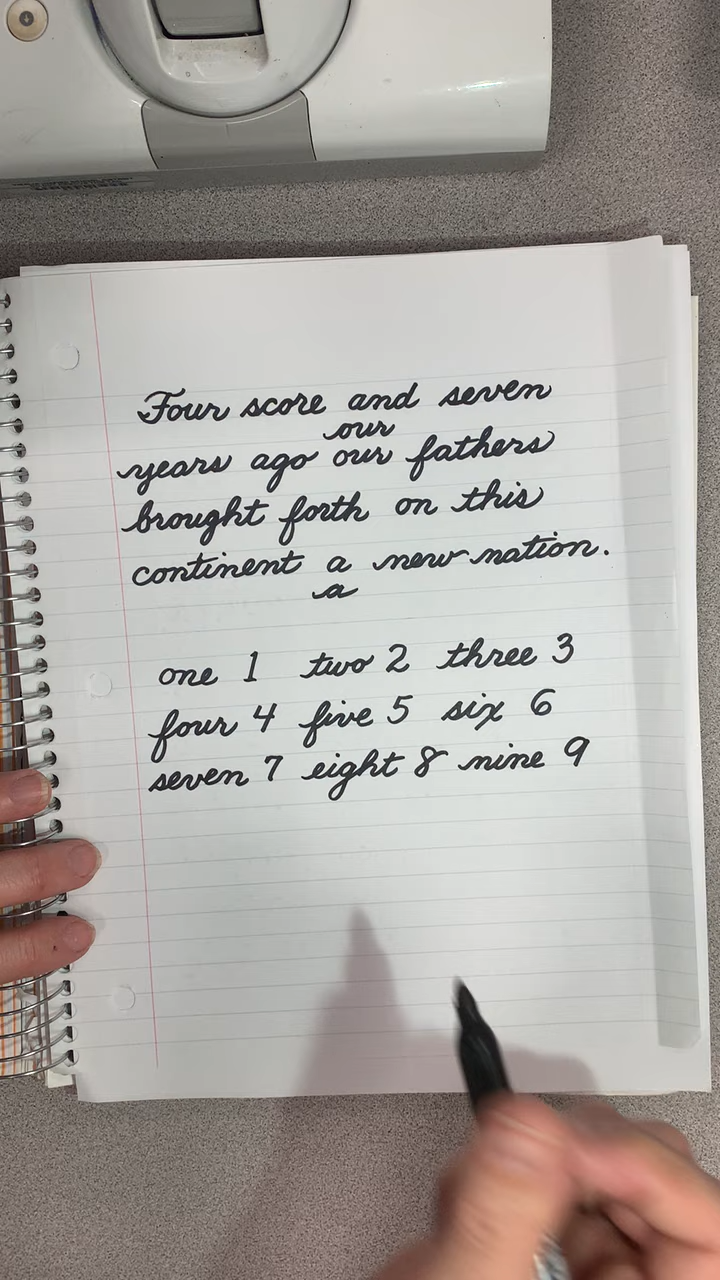 Four score and seven
our
years ago our fathers
brought forth on this
continent a new nation.
a
one 1 two 2 three 3
four 4 five 5 six 6
seven 7 eight 8 nine 9